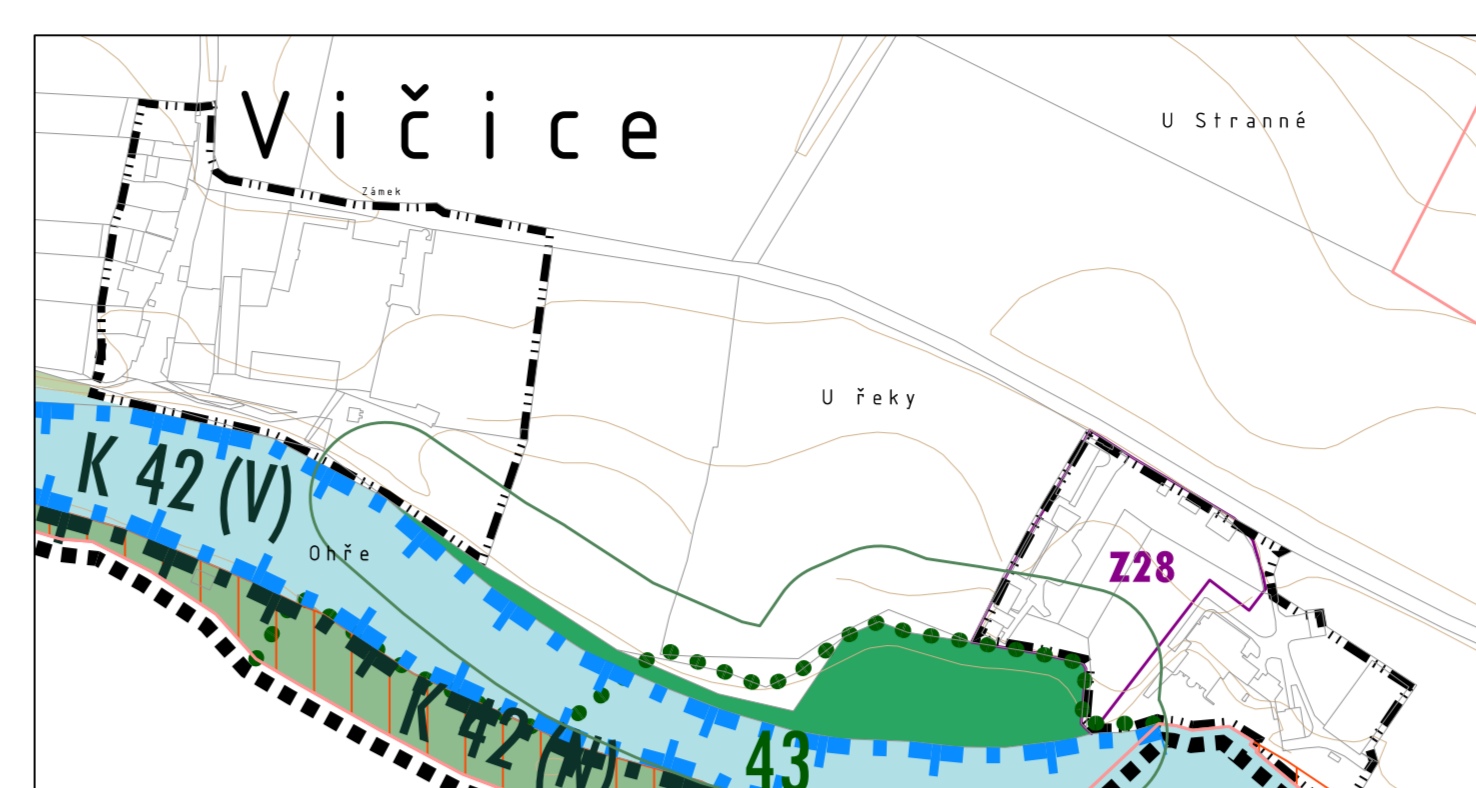 Vičice
U Stranné
Zámek
U řeky
K 42 (V)
Ohře
Z28
K 42 (N)
43